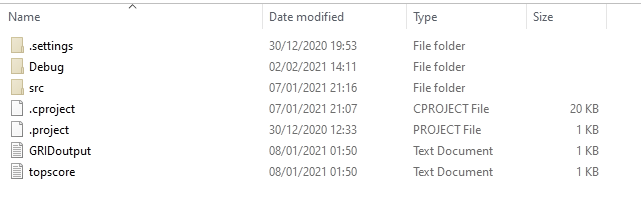 Name Date modified Type Size
.settings 30/12/2020 19:53 File folder
Debug 02/02/2021 14:11 File folder
src 07/01/2021 21:16 File folder
.cproject 07/01/2021 21:07 CPROJECT File 20 KB
.project 30/12/2020 12:33 PROJECT File 1 KB
GRIDoutput 08/01/2021 01:50 Text Document 1 KB
topscore 08/01/2021 01:50 Text Document 1 KB